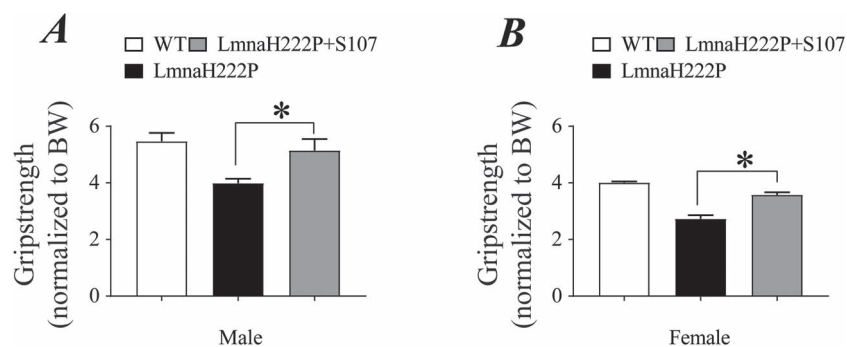 A
WT LmnaH222P+S107
LmnaH222P
*
6
4
2
0
Gripstrength
(normalized to BW)
Male
B
WT LmnaH222P+S107
LmnaH222P
*
6
4
2
0
Gripstrength
(normalized to BW)
Female